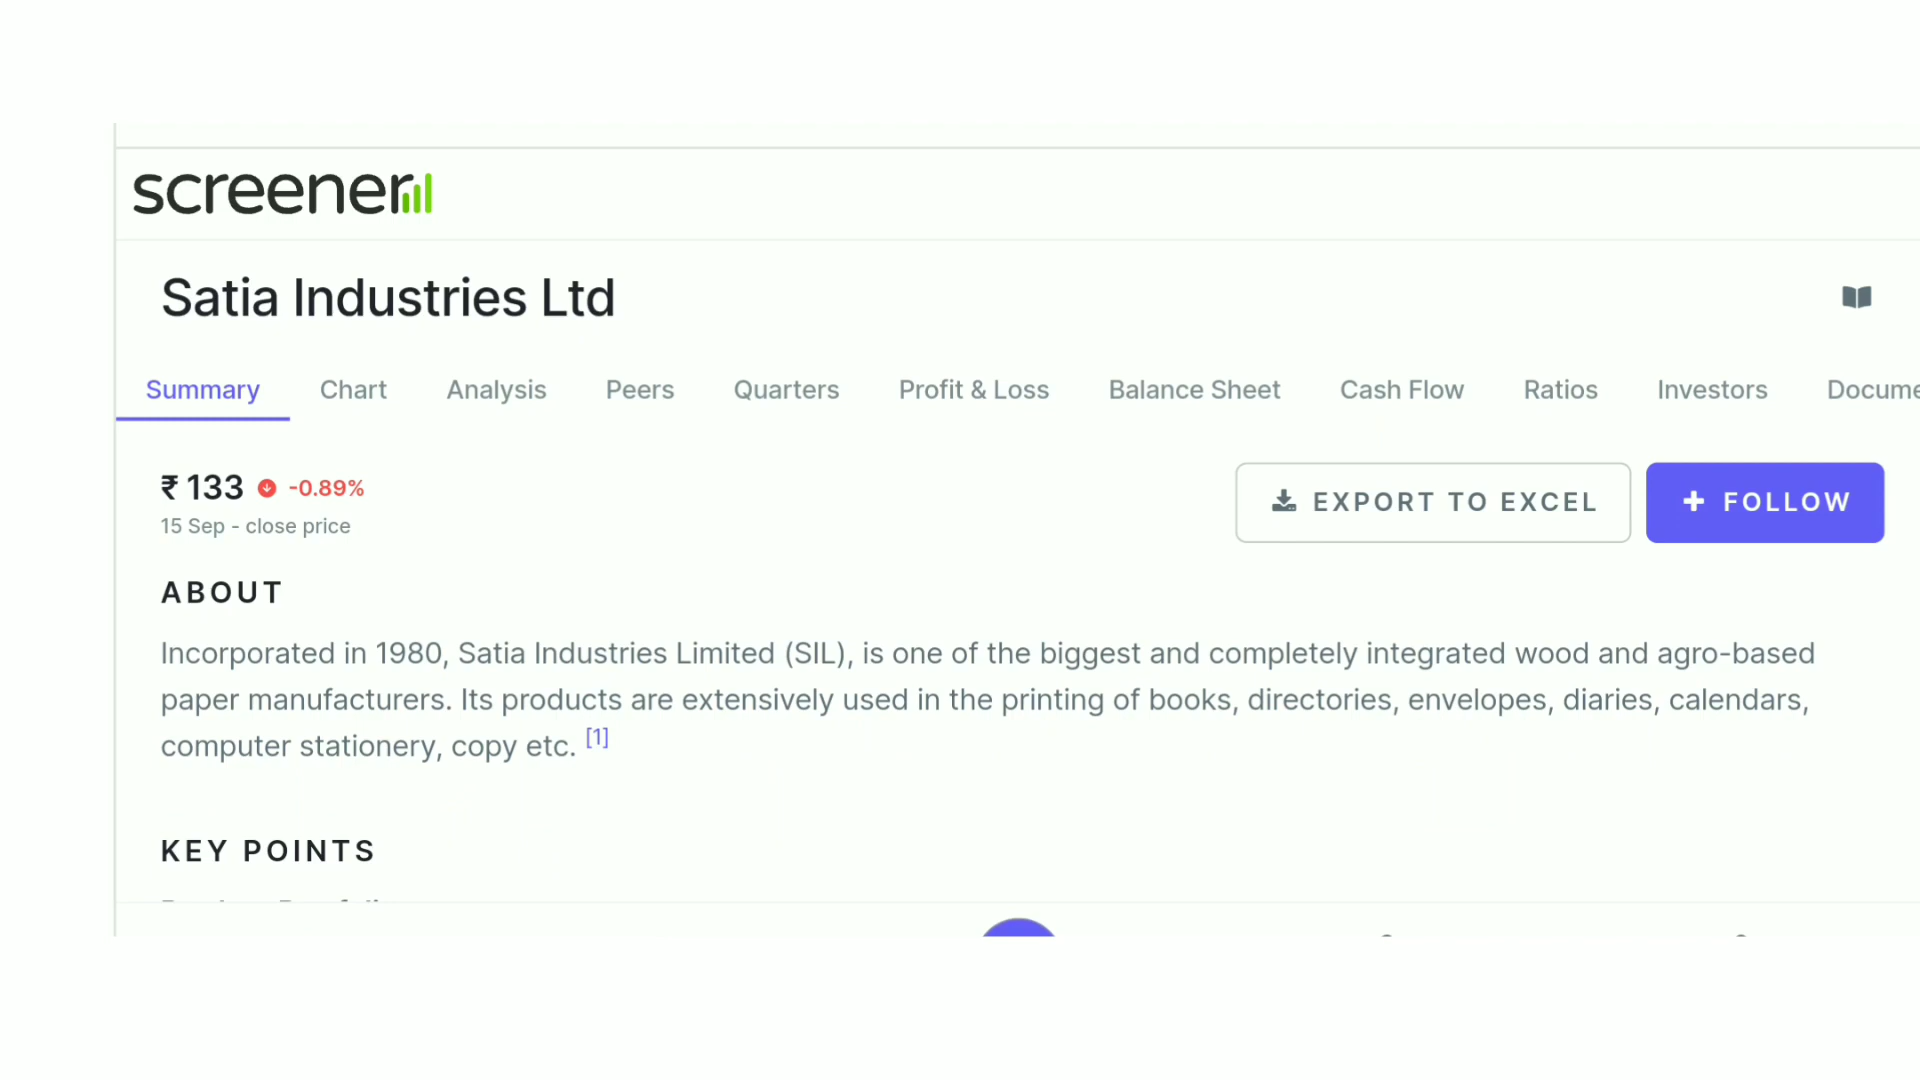 screener
Satia Industries Ltd
Summary Chart Analysis Peers Quarters Profit & Loss Balance Sheet Cash Flow Ratios Investors Docume
₹ 133 -0.89%
15 Sep - close price
EXPORT TO EXCEL
+ FOLLOW
ABOUT
Incorporated in 1980, Satia Industries Limited (SIL), is one of the biggest and completely integrated wood and agro-based
paper manufacturers. Its products are extensively used in the printing of books, directories, envelopes, diaries, calendars,
computer stationery, copy etc. [1]
KEY POINTS